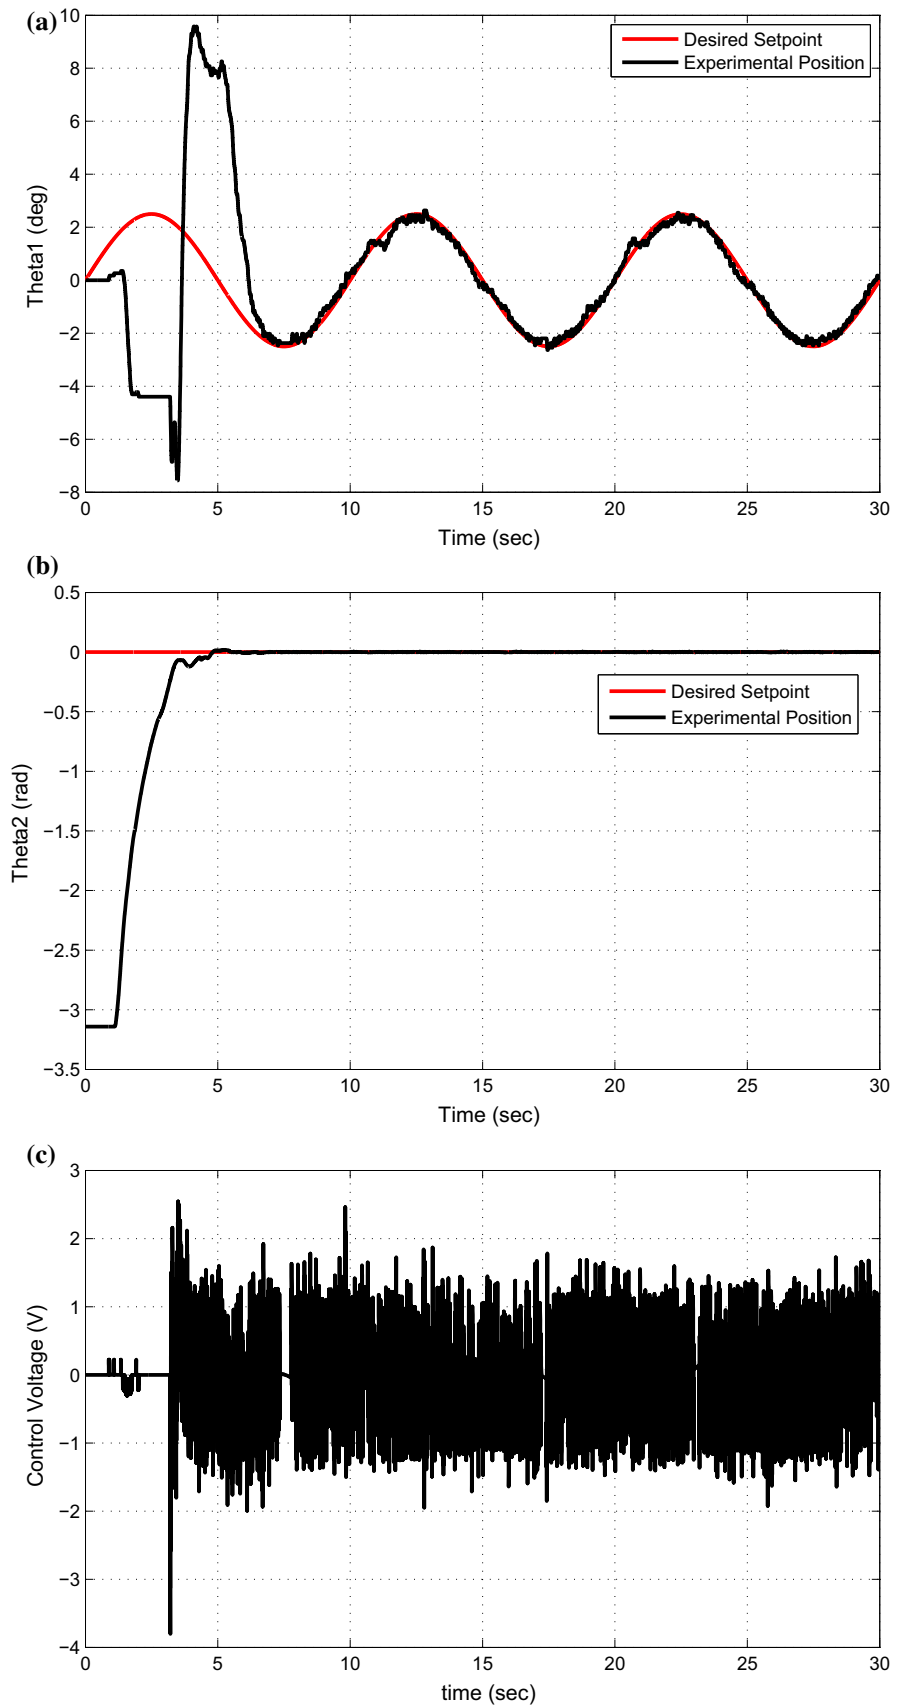 (a)
10
8
6
4
2
0
−2
−4
−6
−8
Theta1 (deg)
Desired Setpoint
Experimental Position
0 5 10 15 20 25 30
Time (sec)
(b)
0.5
0
−0.5
−1
−1.5
−2
−2.5
−3
−3.5
Theta2 (rad)
Desired Setpoint
Experimental Position
0 5 10 15 20 25 30
Time (sec)
(c)
3
2
1
0
−1
−2
−3
−4
Control Voltage (V)
0 5 10 15 20 25 30
time (sec)